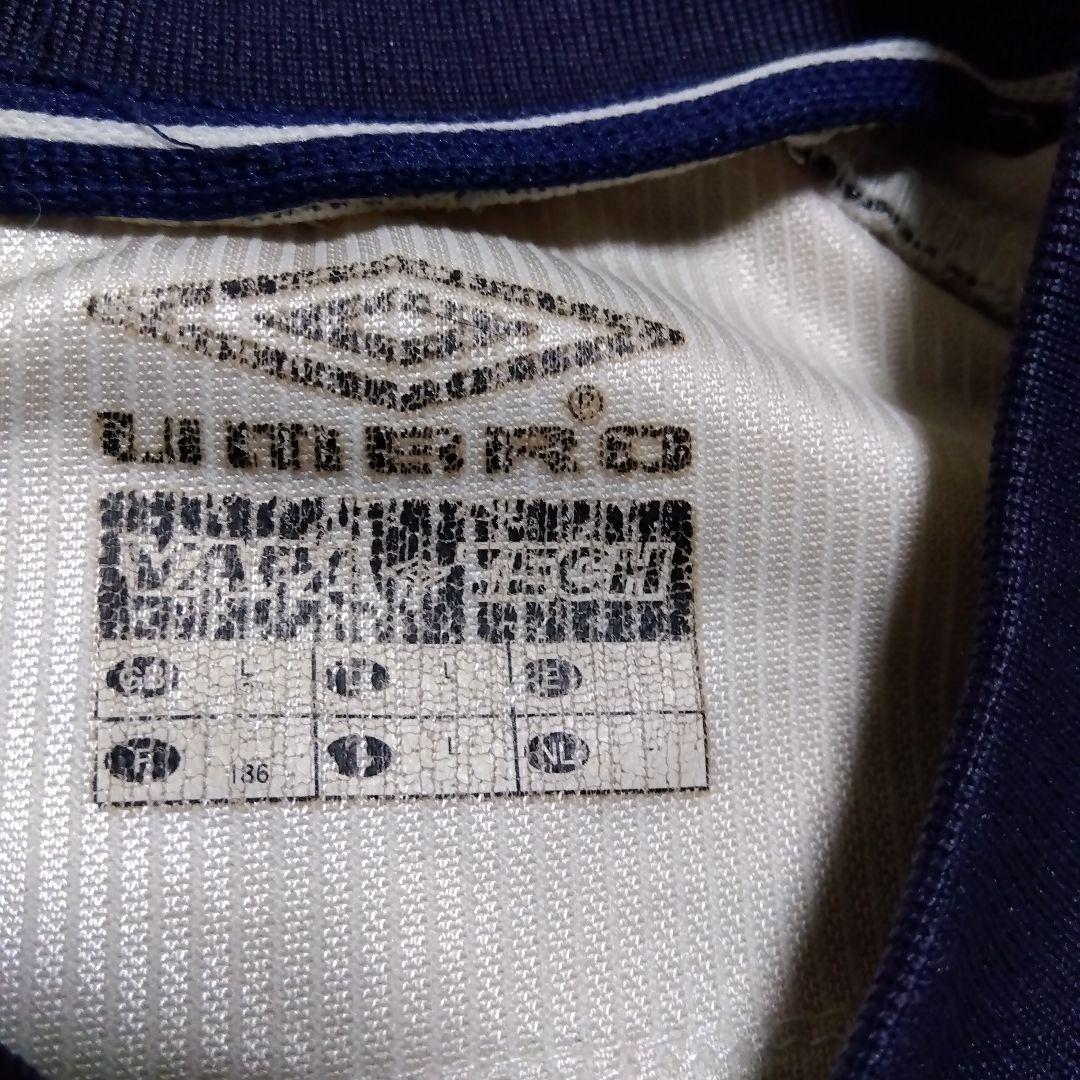 ®
UMBRO
VAPA TECH
GB L D L E
F 186 I L NL